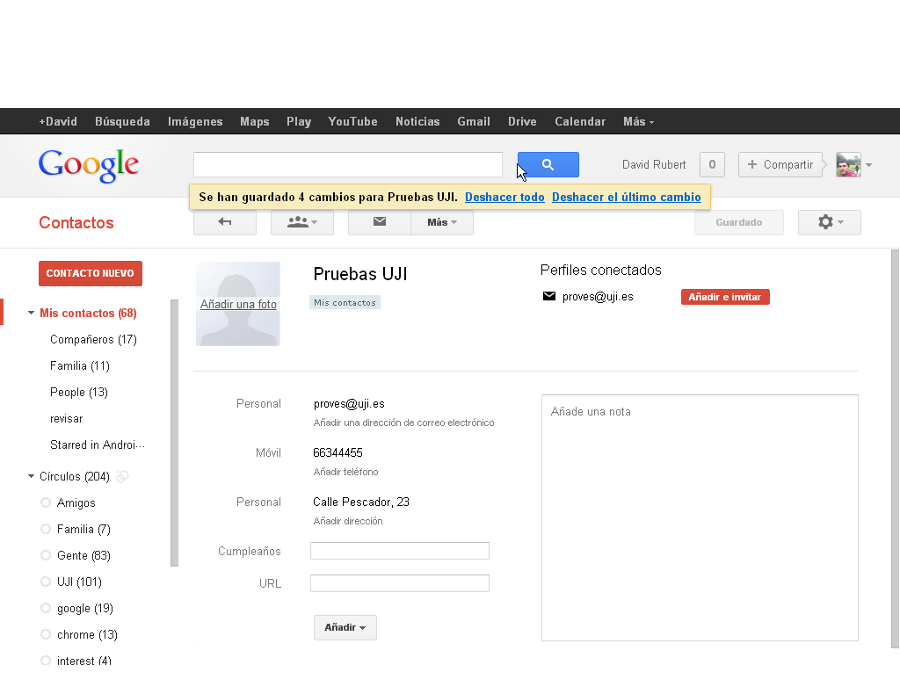 +David Búsqueda Imágenes Maps Play YouTube Noticias Gmail Drive Calendar Más
Google
David Rubert 0 + Compartir
Se han guardado 4 cambios para Pruebas UJI. Deshacer todo Deshacer el último cambio
Contactos
Más
Guardado
CONTACTO NUEVO
Mis contactos (68)
Compañeros (17)
Familia (11)
People (13)
revisar
Starred in Androi...
Círculos (204)
Amigos
Familia (7)
Gente (83)
UJI (101)
google (19)
chrome (13)
interest (4)
Añadir una foto
Pruebas UJI
Mis contactos
Perfiles conectados
proves@uji.es Añadir e invitar
Personal proves@uji.es
Añadir una dirección de correo electrónico
Móvil 66344455
Añadir teléfono
Personal Calle Pescador, 23
Añadir dirección
Cumpleaños
URL
Añadir
Añade una nota